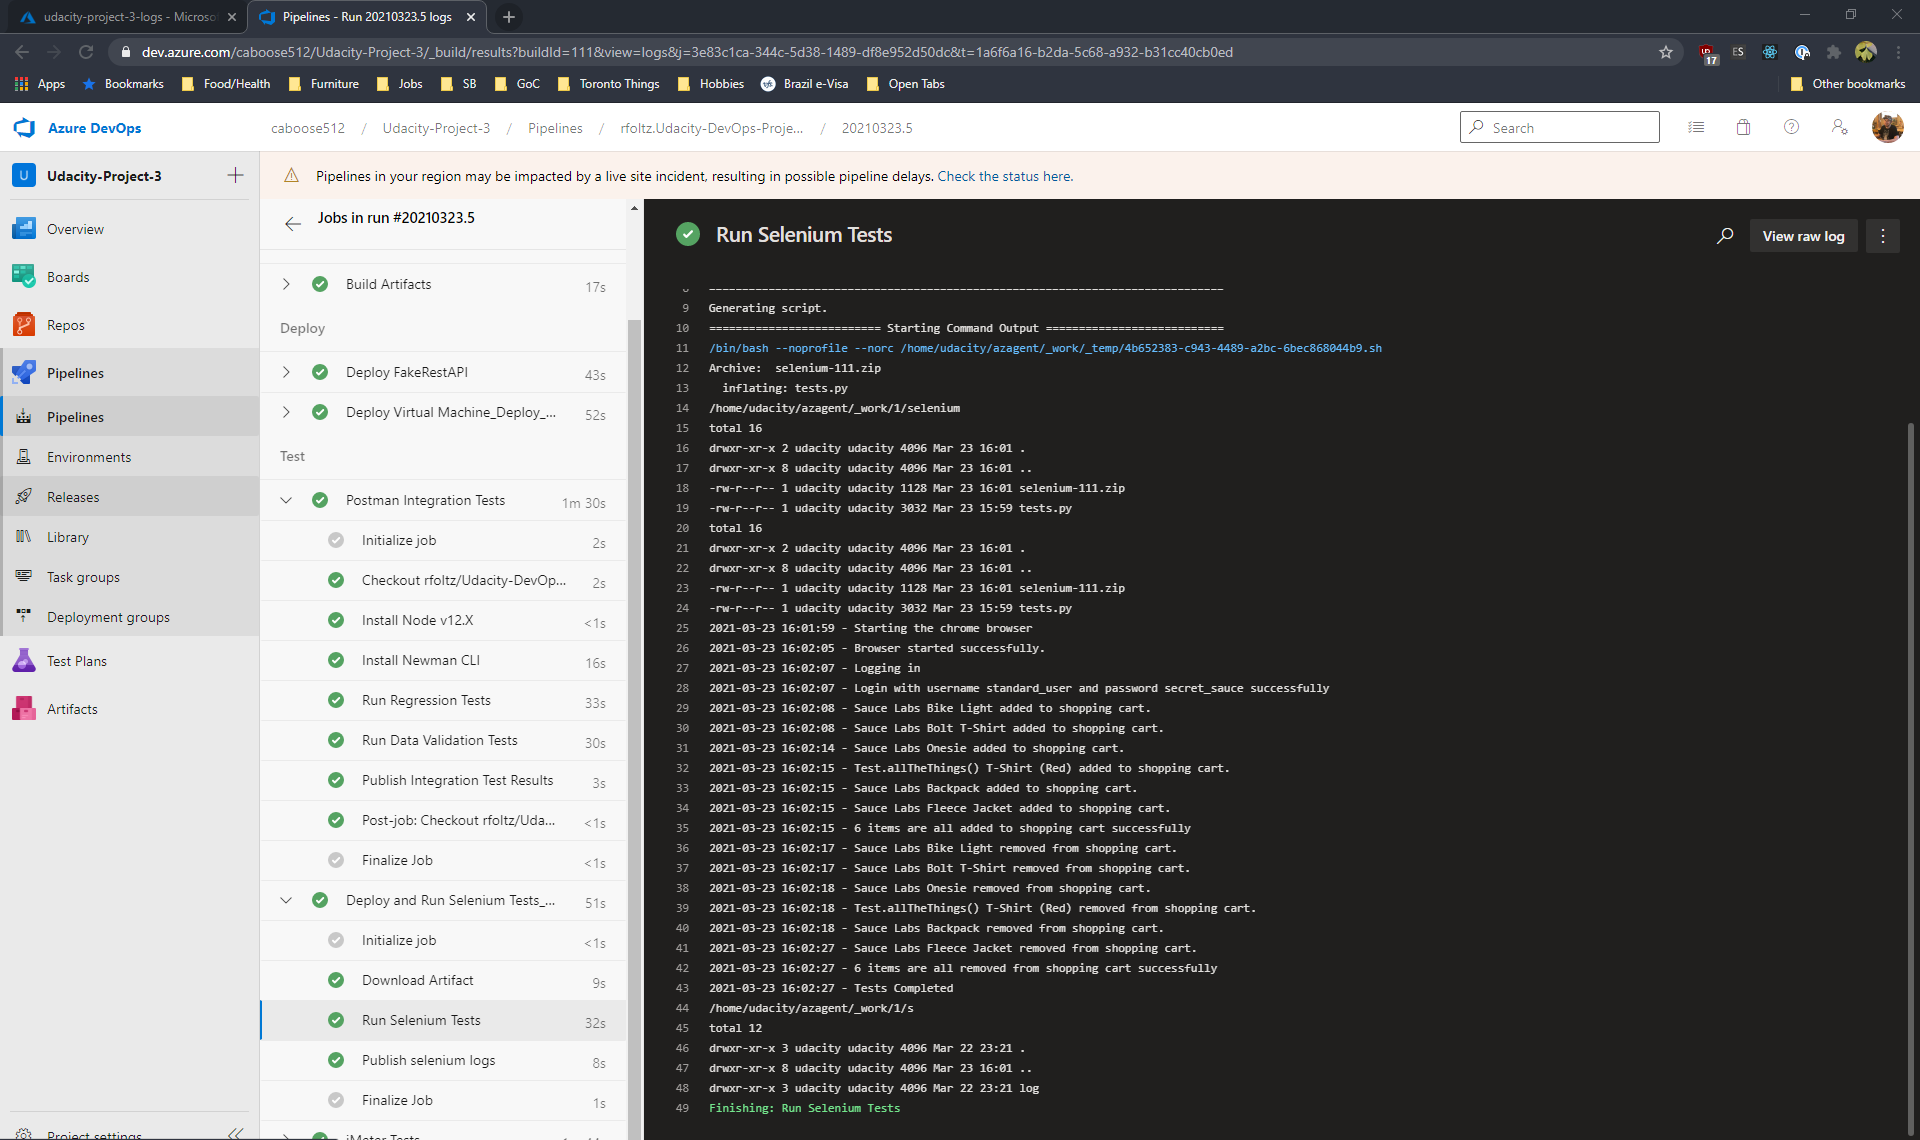 udacity-project-3-logs - Microso
Pipelines - Run 20210323.5 logs
dev.azure.com/caboose512/Udacity-Project-3/_build/results?buildId=111&view=logs&j=3e83c1ca-344c-5d38-1489-df8e952d50dc&t=1a6f6a16-b2da-5c68-a932-b31cc40cb0ed
17
ES
Apps Bookmarks Food/Health Furniture Jobs SB GoC Toronto Things Hobbies Brazil e-Visa Open Tabs Other bookmarks
Azure DevOps
caboose512 / Udacity-Project-3 / Pipelines / rfoltz.Udacity-DevOps-Proje... / 20210323.5
Search
U Udacity-Project-3
Overview
Boards
Repos
Pipelines
Pipelines
Environments
Releases
Library
Task groups
Deployment groups
Test Plans
Artifacts
Project settings
Pipelines in your region may be impacted by a live site incident, resulting in possible pipeline delays. Check the status here.
Jobs in run #20210323.5
Build Artifacts 17s
Deploy
Deploy FakeRestAPI 43s
Deploy Virtual Machine_Deploy_... 52s
Test
Postman Integration Tests 1m 30s
Initialize job 2s
Checkout rfoltz/Udacity-DevOp... 2s
Install Node v12.X <1s
Install Newman CLI 16s
Run Regression Tests 33s
Run Data Validation Tests 30s
Publish Integration Test Results 3s
Post-job: Checkout rfoltz/Uda... <1s
Finalize Job <1s
Deploy and Run Selenium Tests_... 51s
Initialize job <1s
Download Artifact 9s
Run Selenium Tests 32s
Publish selenium logs 8s
Finalize Job 1s
jMeter Tests
Run Selenium Tests
View raw log
8 ==============================================================================
9 Generating script.
10 ========================== Starting Command Output ===========================
11 /bin/bash --noprofile --norc /home/udacity/azagent/_work/_temp/4b652383-c943-4489-a2bc-6bec868044b9.sh
12 Archive:  selenium-111.zip
13   inflating: tests.py
14 /home/udacity/azagent/_work/1/selenium
15 total 16
16 drwxr-xr-x 2 udacity udacity 4096 Mar 23 16:01 .
17 drwxr-xr-x 8 udacity udacity 4096 Mar 23 16:01 ..
18 -rw-r--r-- 1 udacity udacity 1128 Mar 23 16:01 selenium-111.zip
19 -rw-r--r-- 1 udacity udacity 3032 Mar 23 15:59 tests.py
20 total 16
21 drwxr-xr-x 2 udacity udacity 4096 Mar 23 16:01 .
22 drwxr-xr-x 8 udacity udacity 4096 Mar 23 16:01 ..
23 -rw-r--r-- 1 udacity udacity 1128 Mar 23 16:01 selenium-111.zip
24 -rw-r--r-- 1 udacity udacity 3032 Mar 23 15:59 tests.py
25 2021-03-23 16:01:59 - Starting the chrome browser
26 2021-03-23 16:02:05 - Browser started successfully.
27 2021-03-23 16:02:07 - Logging in
28 2021-03-23 16:02:07 - Login with username standard_user and password secret_sauce successfully
29 2021-03-23 16:02:08 - Sauce Labs Bike Light added to shopping cart.
30 2021-03-23 16:02:08 - Sauce Labs Bolt T-Shirt added to shopping cart.
31 2021-03-23 16:02:14 - Sauce Labs Onesie added to shopping cart.
32 2021-03-23 16:02:15 - Test.allTheThings() T-Shirt (Red) added to shopping cart.
33 2021-03-23 16:02:15 - Sauce Labs Backpack added to shopping cart.
34 2021-03-23 16:02:15 - Sauce Labs Fleece Jacket added to shopping cart.
35 2021-03-23 16:02:15 - 6 items are all added to shopping cart successfully
36 2021-03-23 16:02:17 - Sauce Labs Bike Light removed from shopping cart.
37 2021-03-23 16:02:17 - Sauce Labs Bolt T-Shirt removed from shopping cart.
38 2021-03-23 16:02:18 - Sauce Labs Onesie removed from shopping cart.
39 2021-03-23 16:02:18 - Test.allTheThings() T-Shirt (Red) removed from shopping cart.
40 2021-03-23 16:02:18 - Sauce Labs Backpack removed from shopping cart.
41 2021-03-23 16:02:27 - Sauce Labs Fleece Jacket removed from shopping cart.
42 2021-03-23 16:02:27 - 6 items are all removed from shopping cart successfully
43 2021-03-23 16:02:27 - Tests Completed
44 /home/udacity/azagent/_work/1/s
45 total 12
46 drwxr-xr-x 3 udacity udacity 4096 Mar 22 23:21 .
47 drwxr-xr-x 8 udacity udacity 4096 Mar 23 16:01 ..
48 drwxr-xr-x 3 udacity udacity 4096 Mar 22 23:21 log
49 Finishing: Run Selenium Tests